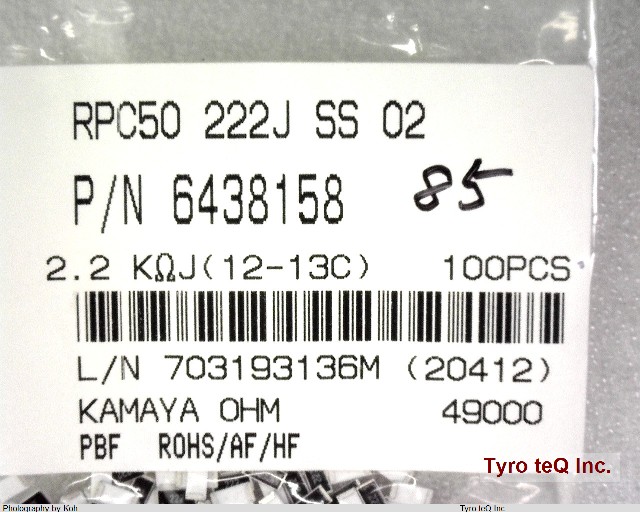 RPC50 222J SS 02
P/N 6438158 85
2.2 KΩJ(12-13C) 100PCS
L/N 703193136M (20412)
KAMAYA OHM 49000
PBF ROHS/AF/HF
Tyro teQ Inc.
Photography by Koh Tyro teQ Inc